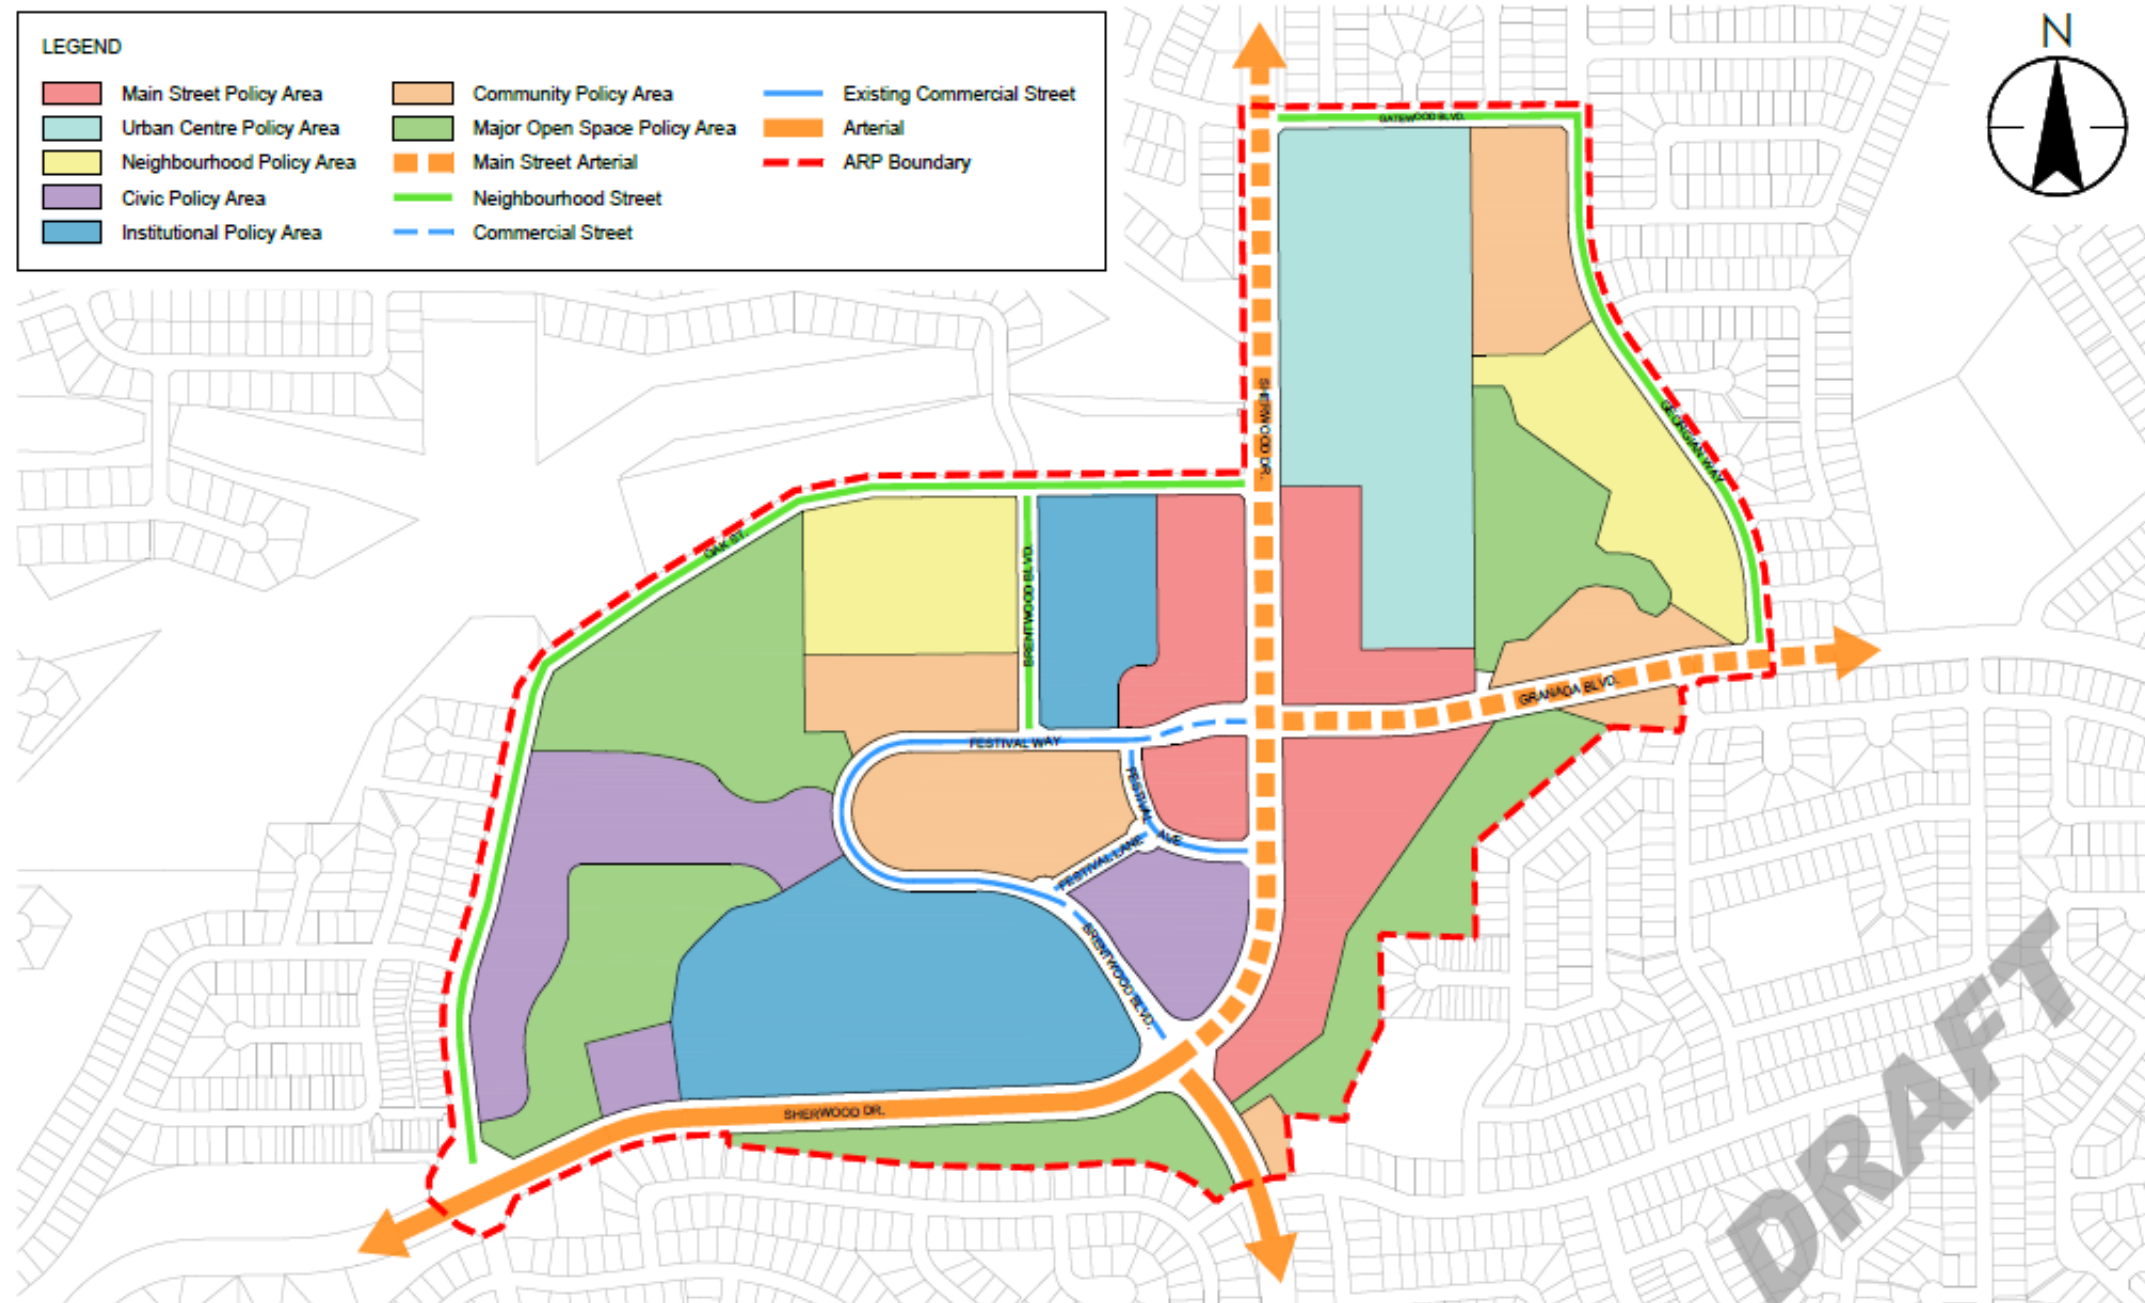 LEGEND
Main Street Policy Area
Urban Centre Policy Area
Neighbourhood Policy Area
Civic Policy Area
Institutional Policy Area
Community Policy Area
Major Open Space Policy Area
Main Street Arterial
Neighbourhood Street
Commercial Street
Existing Commercial Street
Arterial
ARP Boundary
N
GATEWOOD BLVD.
SHERWOOD DR.
GEORGIAN WAY
OAK ST.
BRENTWOOD BLVD.
GRANADA BLVD.
FESTIVAL WAY
FESTIVAL AVE
FESTIVAL LANE
BRENTWOOD BLVD.
SHERWOOD DR.
DRAFT